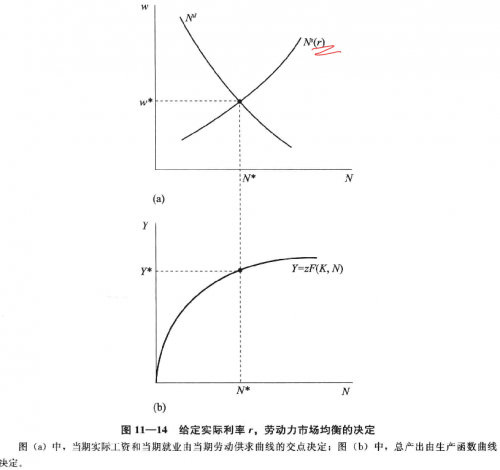 w
Nᵈ
Nˢ(r)
w*
N*
N
(a)
Y
Y=zF(K, N)
Y*
N*
N
(b)
图 11—14 给定实际利率 r，劳动力市场均衡的决定
图（a）中，当期实际工资和当期就业由当期劳动供求曲线的交点决定；图（b）中，总产出由生产函数曲线
决定。